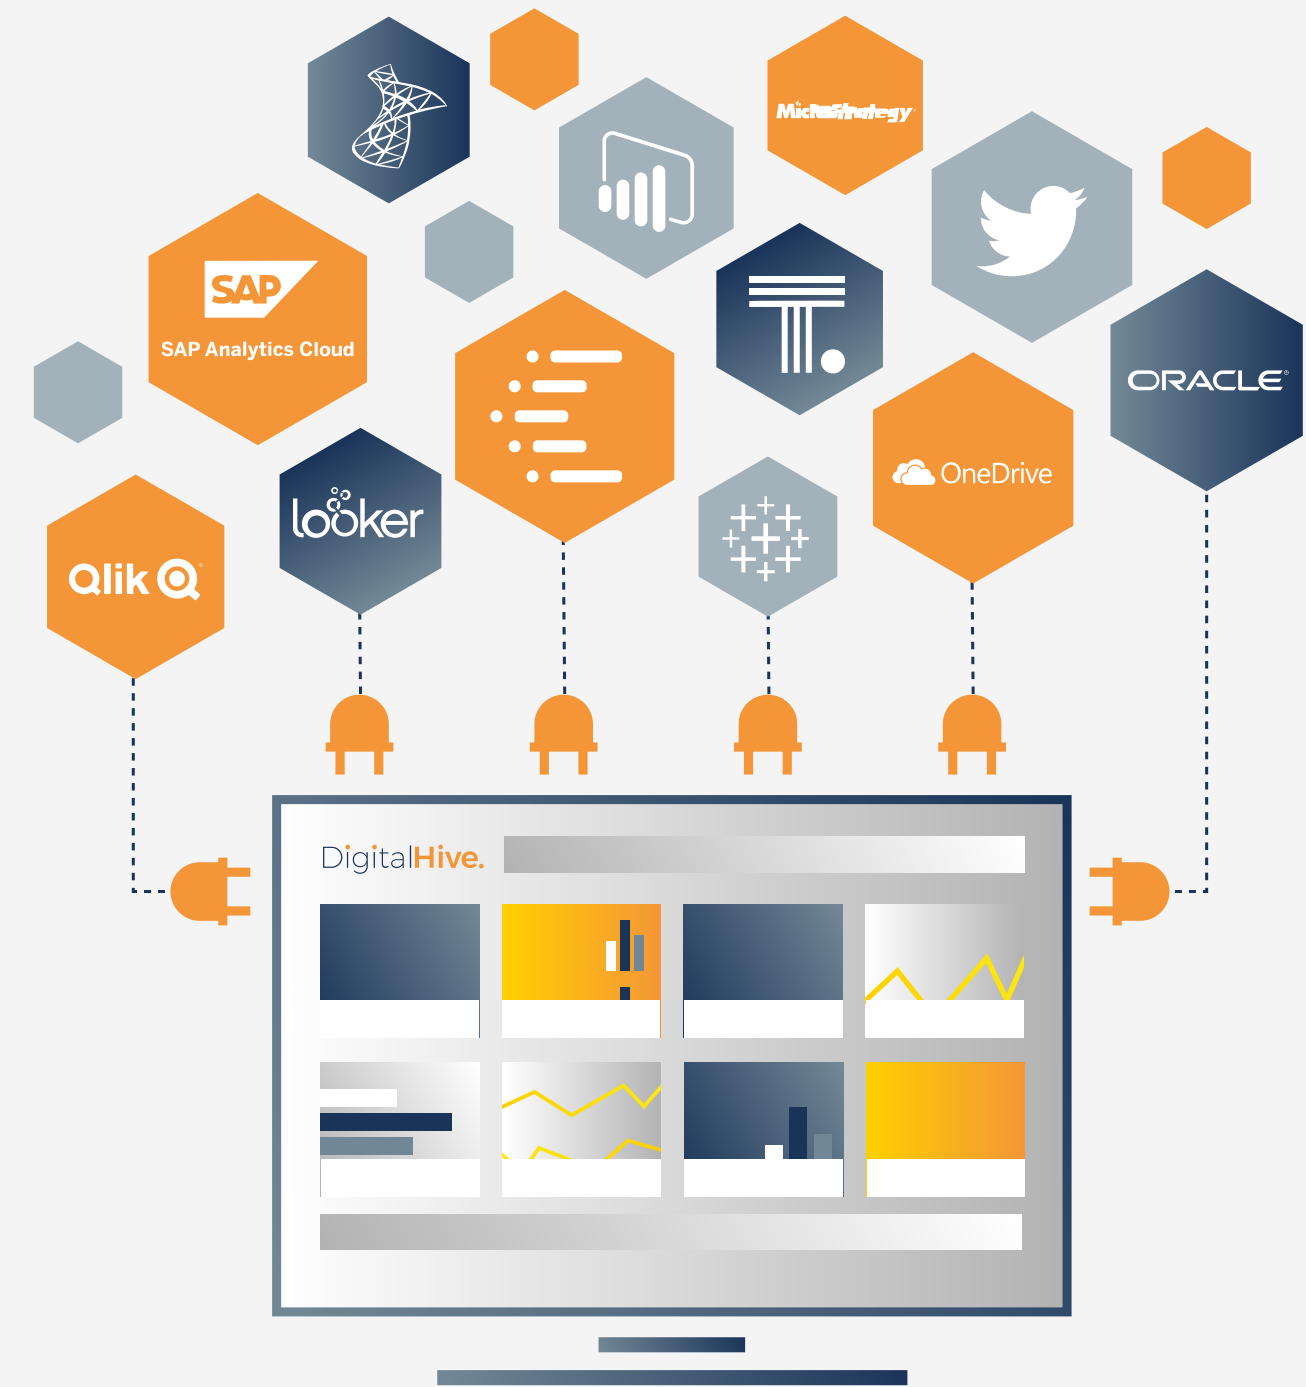 MicroStrategy
SAP
SAP Analytics Cloud
ORACLE®
OneDrive
looker
Qlik
DigitalHive.